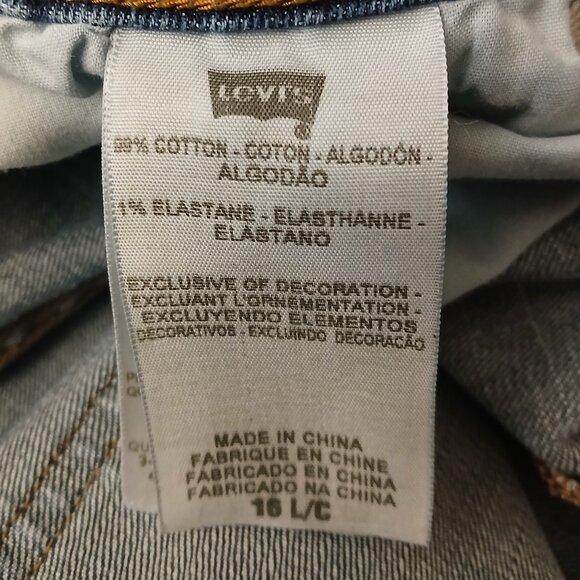 Levi's
99% COTTON - COTON - ALGODÓN -
ALGODÃO
1% ELASTANE - ELASTHANNE -
ELASTANO
EXCLUSIVE OF DECORATION -
EXCLUANT L'ORNEMENTATION -
EXCLUYENDO ELEMENTOS
DECORATIVOS - EXCLUINDO DECORAÇÃO
MADE IN CHINA
FABRIQUE EN CHINE
FABRICADO EN CHINA
FABRICADO NA CHINA
16 L/C